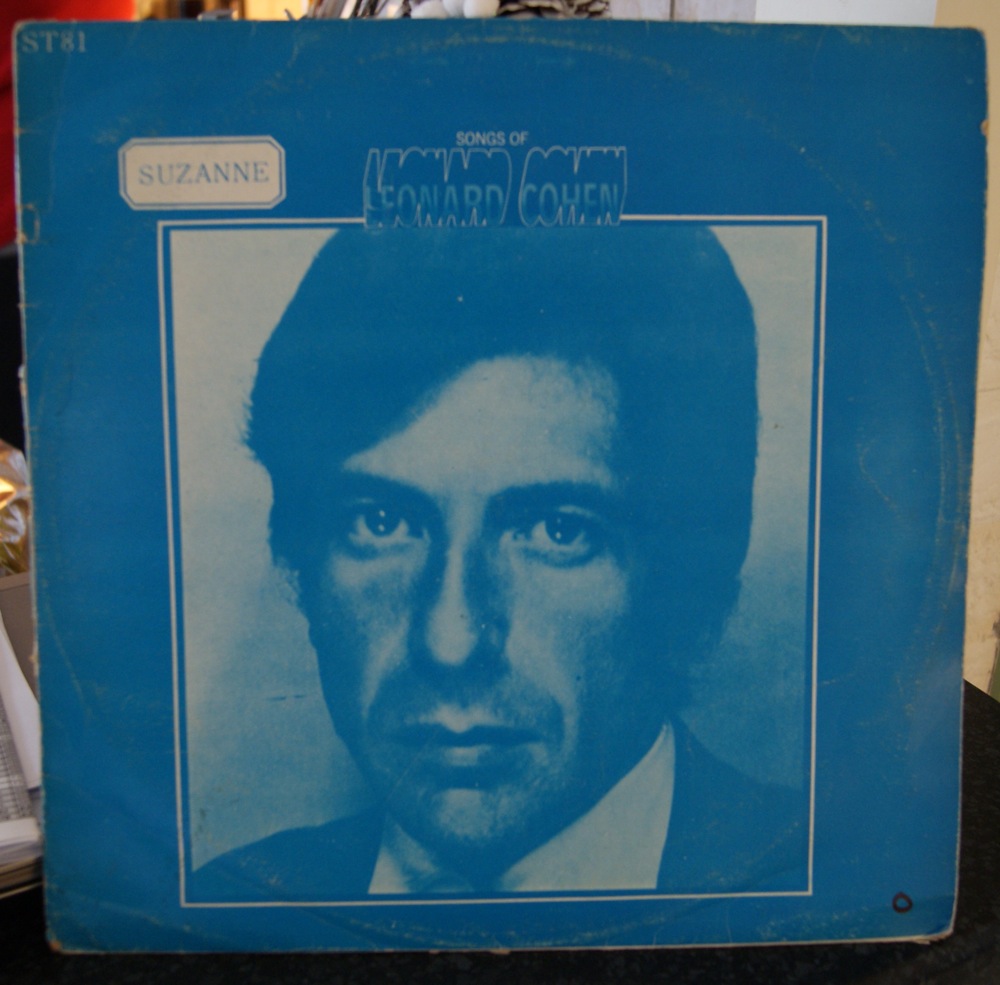 ST81
SUZANNE
SONGS OF
LEONARD COHEN